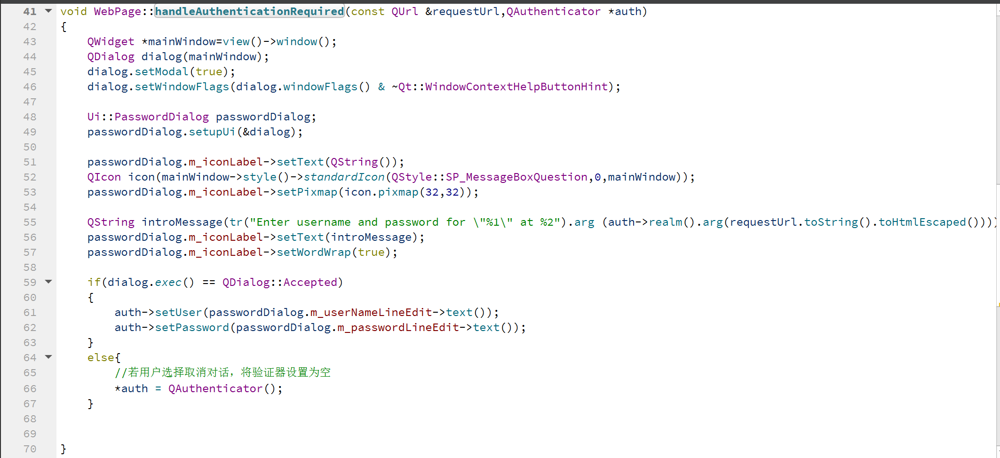 41 void WebPage::handleAuthenticationRequired(const QUrl &requestUrl,QAuthenticator *auth)
42 {
43     QWidget *mainWindow=view()->window();
44     QDialog dialog(mainWindow);
45     dialog.setModal(true);
46     dialog.setWindowFlags(dialog.windowFlags() & ~Qt::WindowContextHelpButtonHint);
47
48     Ui::PasswordDialog passwordDialog;
49     passwordDialog.setupUi(&dialog);
50
51     passwordDialog.m_iconLabel->setText(QString());
52     QIcon icon(mainWindow->style()->standardIcon(QStyle::SP_MessageBoxQuestion,0,mainWindow));
53     passwordDialog.m_iconLabel->setPixmap(icon.pixmap(32,32));
54
55     QString introMessage(tr("Enter username and password for \"%1\" at %2").arg (auth->realm().arg(requestUrl.toString().toHtmlEscaped())))
56     passwordDialog.m_iconLabel->setText(introMessage);
57     passwordDialog.m_iconLabel->setWordWrap(true);
58
59     if(dialog.exec() == QDialog::Accepted)
60     {
61         auth->setUser(passwordDialog.m_userNameLineEdit->text());
62         auth->setPassword(passwordDialog.m_passwordLineEdit->text());
63     }
64     else{
65         //若用户选择取消对话，将验证器设置为空
66         *auth = QAuthenticator();
67     }
68
69
70 }